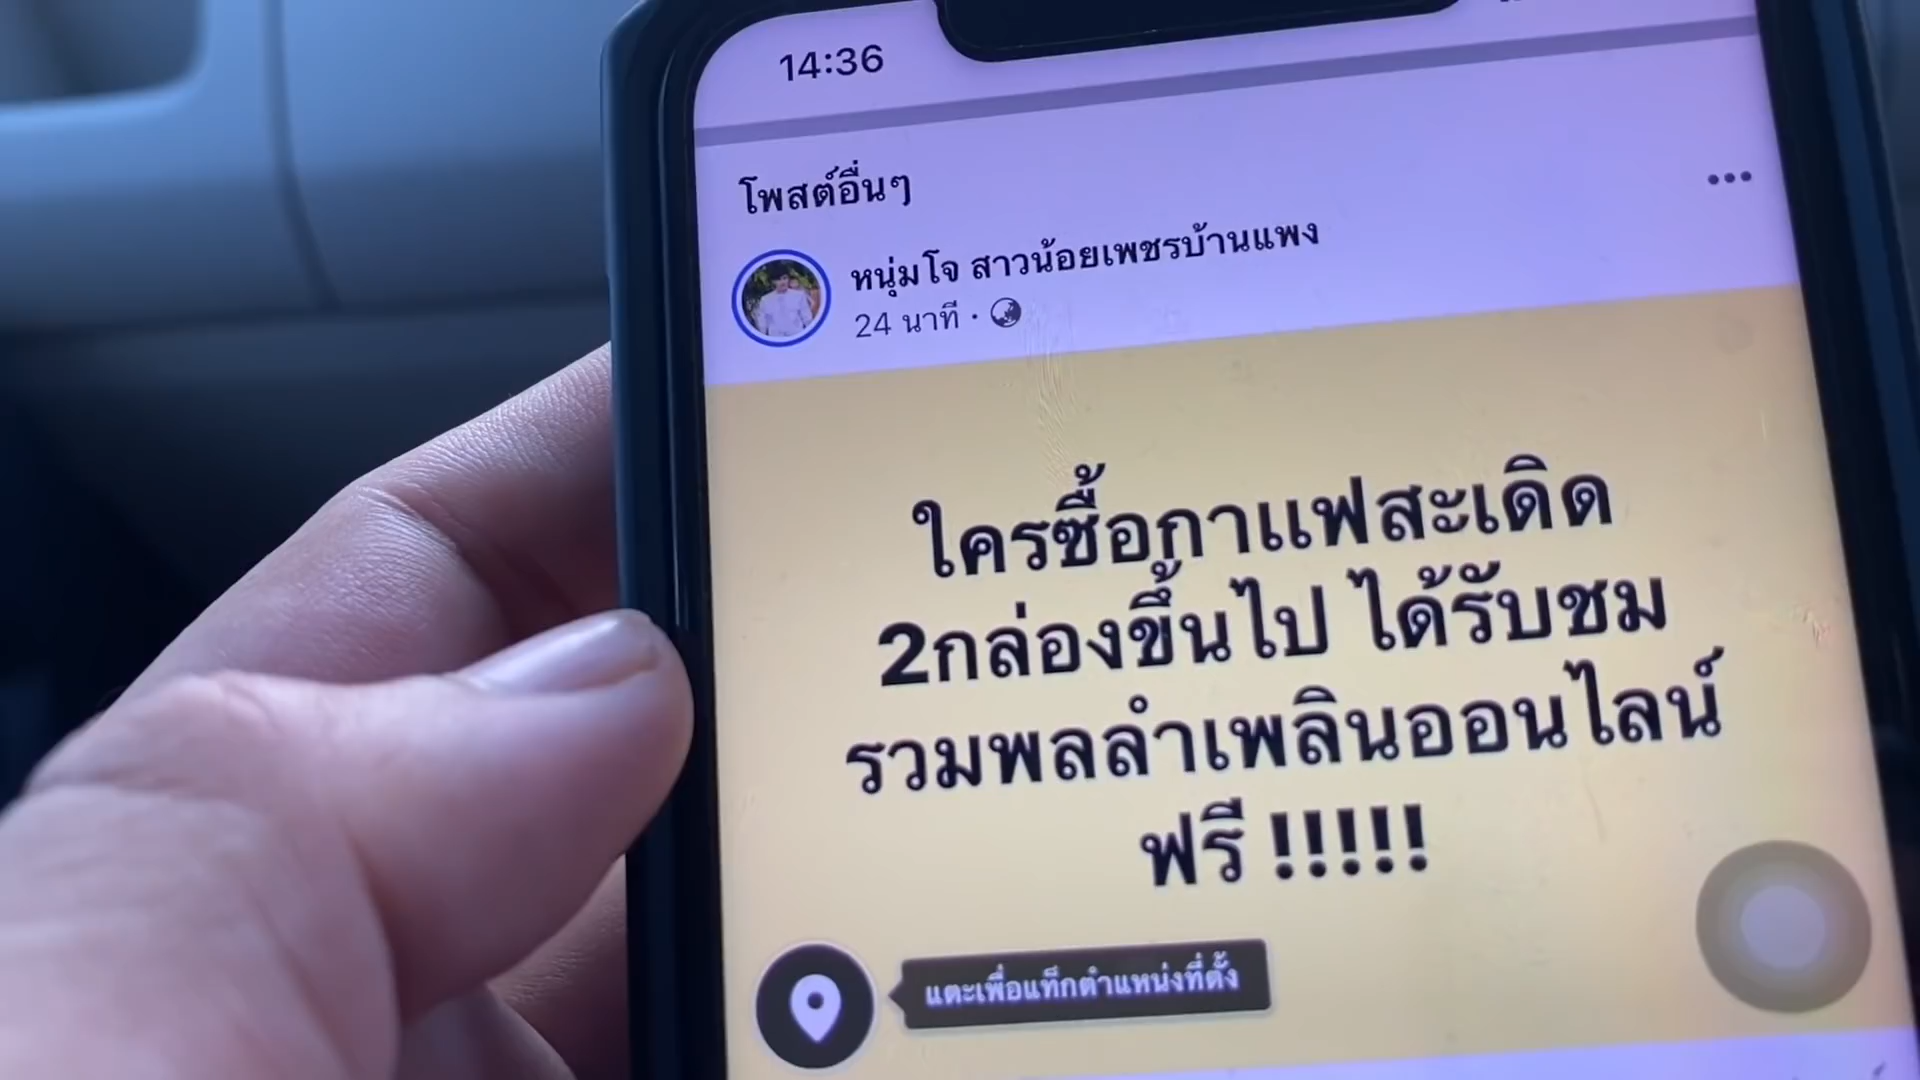 14:36
โพสต์อื่นๆ
หนุ่มโจ สาวน้อยเพชรบ้านแพง
24 นาที ·
ใครซื้อกาแฟสะเดิด
2กล่องขึ้นไป ได้รับชม
รวมพลลำเพลินออนไลน์
ฟรี !!!!!
แตะเพื่อแท็กตำแหน่งที่ตั้ง